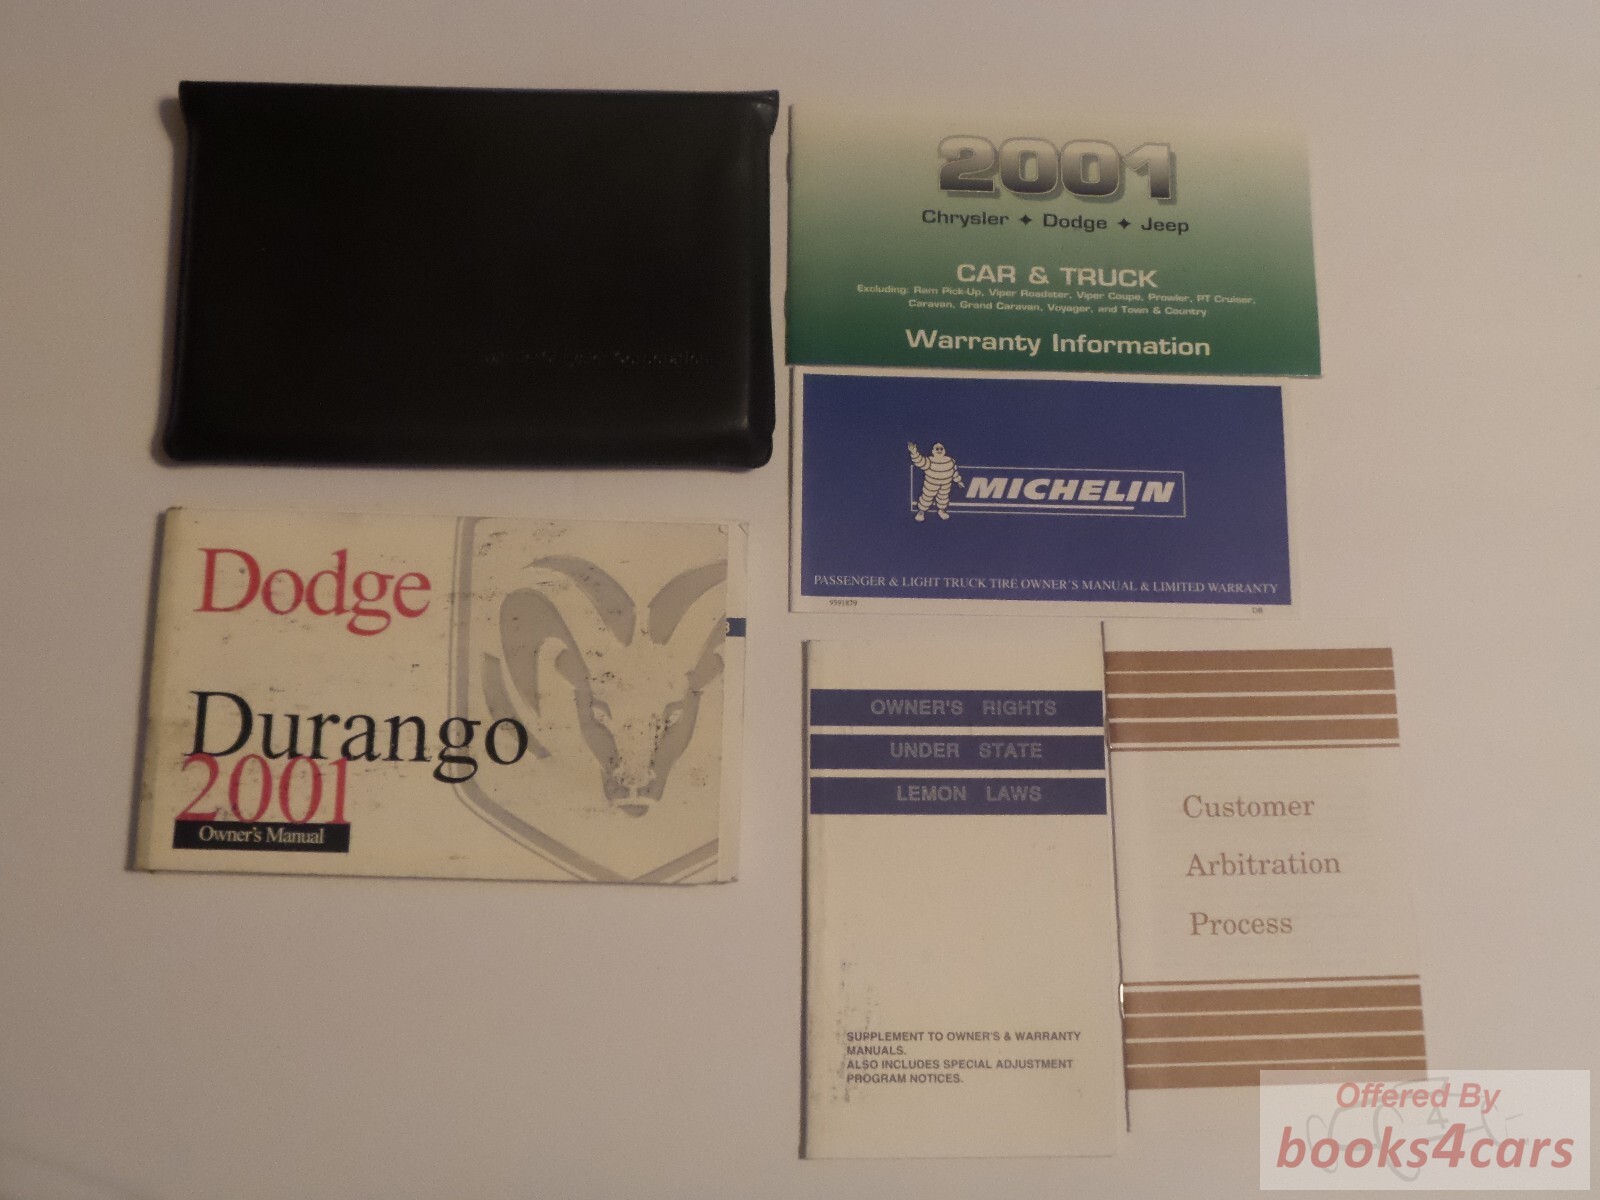 2001
Chrysler ✦ Dodge ✦ Jeep
CAR & TRUCK
Excluding: Ram Pick-Up, Viper Roadster, Viper Coupe, Prowler, PT Cruiser,
Caravan, Grand Caravan, Voyager, and Town & Country
Warranty Information
MICHELIN
PASSENGER & LIGHT TRUCK TIRE OWNER'S MANUAL & LIMITED WARRANTY
9391879
DR
Dodge
Durango
2001
Owner's Manual
OWNER'S RIGHTS
UNDER STATE
LEMON LAWS
SUPPLEMENT TO OWNER'S & WARRANTY
MANUALS.
ALSO INCLUDES SPECIAL ADJUSTMENT
PROGRAM NOTICES.
Customer
Arbitration
Process
Offered By
books4cars